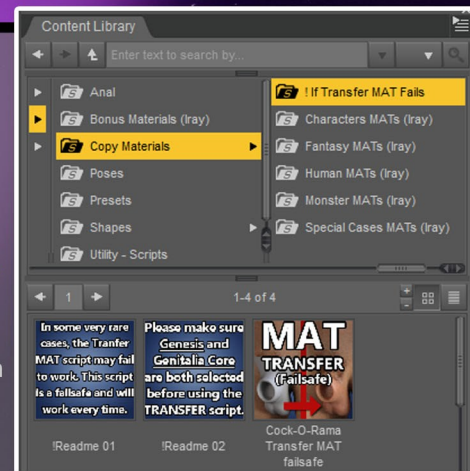 Content Library
Enter text to search by...
Anal
Bonus Materials (Iray)
Copy Materials
Poses
Presets
Shapes
Utility - Scripts
! If Transfer MAT Fails
Characters MATs (Iray)
Fantasy MATs (Iray)
Human MATs (Iray)
Monster MATs (Iray)
Special Cases MATs (Iray)
1
1-4 of 4
In some very rare
cases, the Tranfer
MAT script may fail
to work. This script
is a failsafe and will
work every time.
!Readme 01
Please make sure
Genesis and
Genitalia Core
are both selected
before using the
TRANSFER script.
!Readme 02
MAT
TRANSFER
(Failsafe)
Cock-O-Rama
Transfer MAT
failsafe